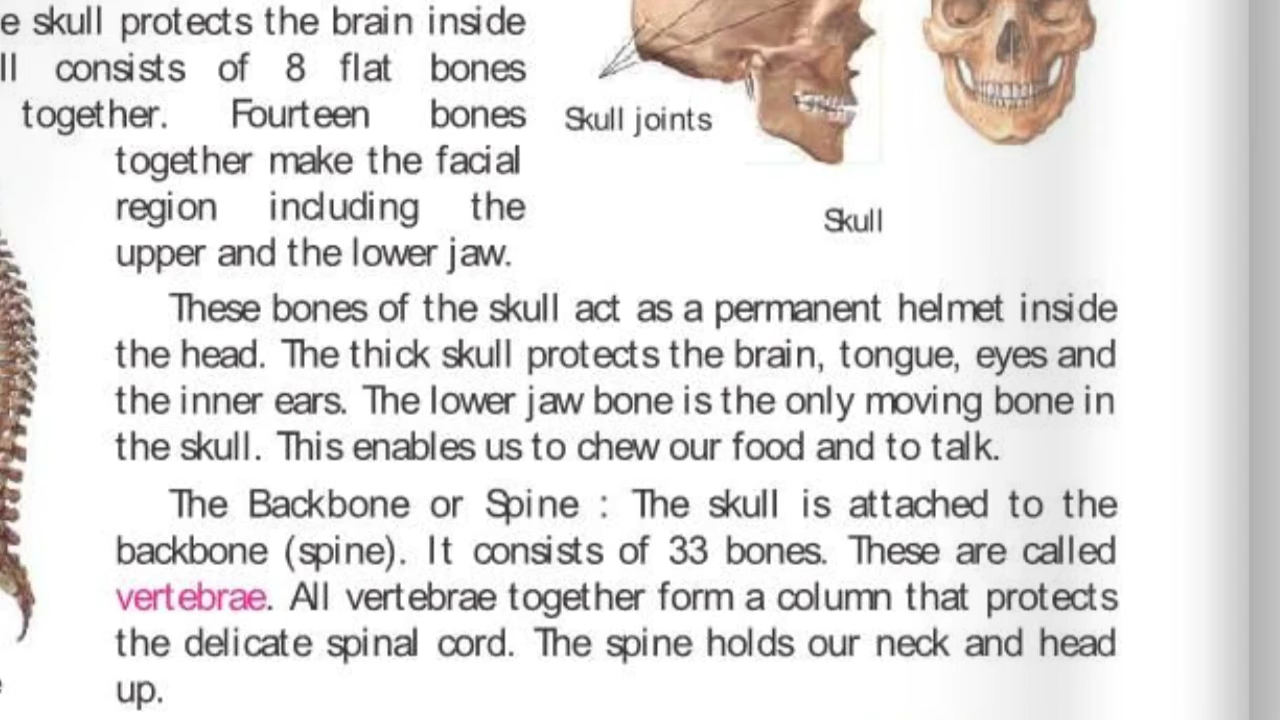 e skull protects the brain inside
ll consists of 8 flat bones
together. Fourteen bones
together make the facial
region including the
upper and the lower jaw.
Skull joints
Skull
These bones of the skull act as a permanent helmet inside
the head. The thick skull protects the brain, tongue, eyes and
the inner ears. The lower jaw bone is the only moving bone in
the skull. This enables us to chew our food and to talk.
The Backbone or Spine : The skull is attached to the
backbone (spine). It consists of 33 bones. These are called
vertebrae. All vertebrae together form a column that protects
the delicate spinal cord. The spine holds our neck and head
up.